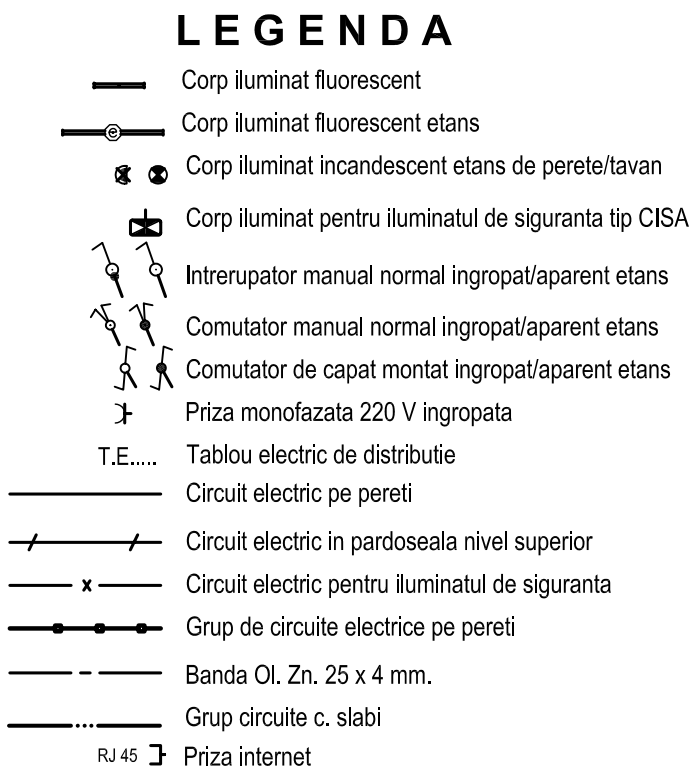 LEGENDA
Corp iluminat fluorescent
e Corp iluminat fluorescent etans
Corp iluminat incandescent etans de perete/tavan
Corp iluminat pentru iluminatul de siguranta tip CISA
Intrerupator manual normal ingropat/aparent etans
Comutator manual normal ingropat/aparent etans
Comutator de capat montat ingropat/aparent etans
Priza monofazata 220 V ingropata
T.E..... Tablou electric de distributie
Circuit electric pe pereti
Circuit electric in pardoseala nivel superior
x Circuit electric pentru iluminatul de siguranta
Grup de circuite electrice pe pereti
Banda Ol. Zn. 25 x 4 mm.
Grup circuite c. slabi
RJ 45 Priza internet